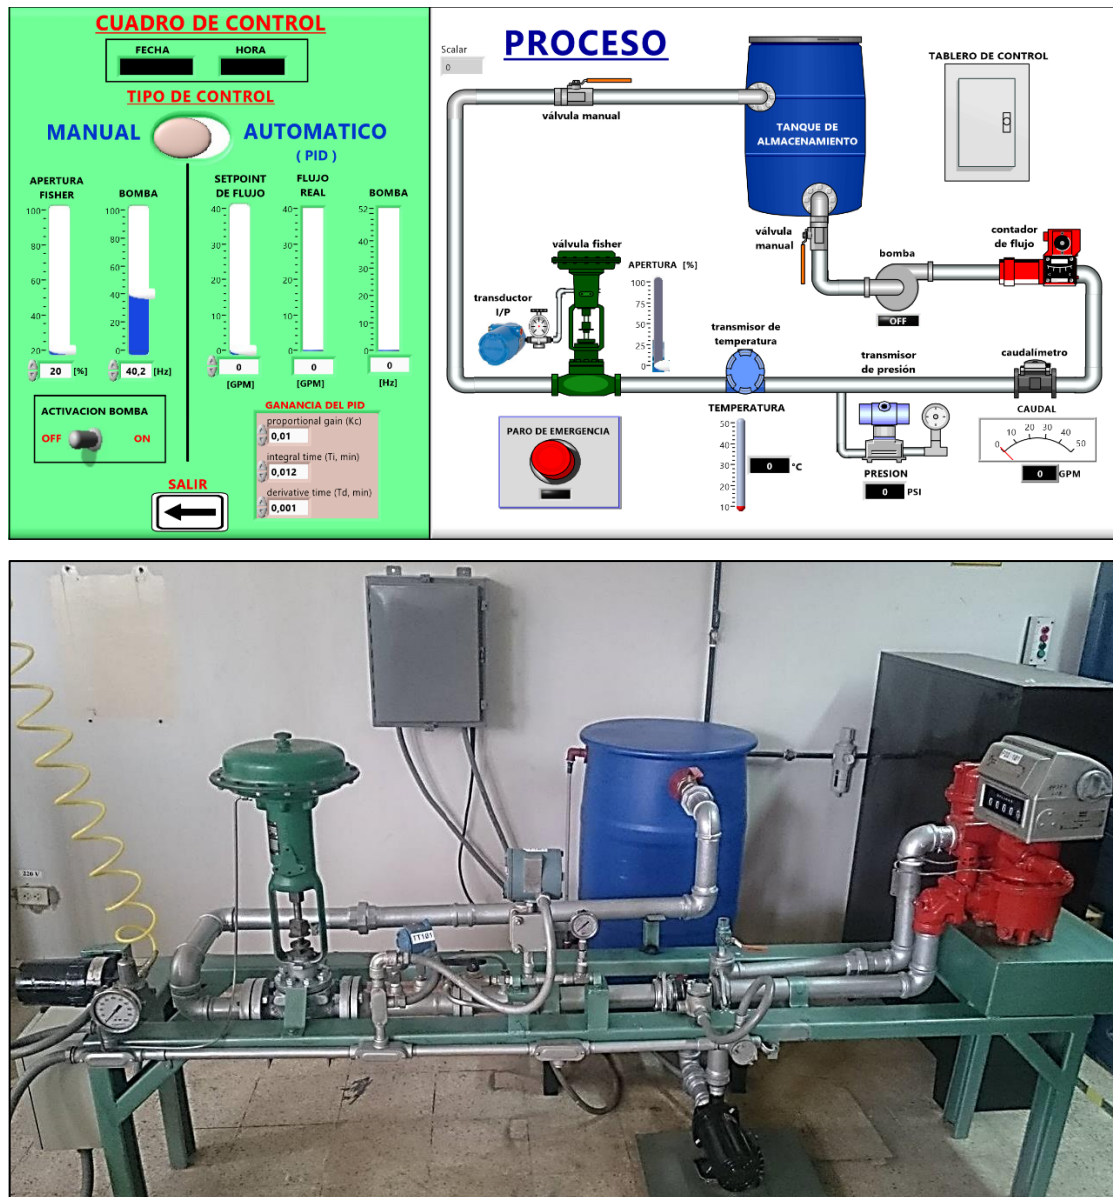 CUADRO DE CONTROL
FECHA
HORA
TIPO DE CONTROL
MANUAL
AUTOMATICO
( PID )
APERTURA
FISHER
BOMBA
SETPOINT
DE FLUJO
FLUJO
REAL
BOMBA
100
80
60
40
20
100
80
60
40
20
40
30
20
10
0
40
30
20
10
0
52
40
30
20
10
0
20 [%]
40,2 [Hz]
0
[GPM]
0
[GPM]
0
[Hz]
ACTIVACION BOMBA
OFF
ON
GANANCIA DEL PID
proportional gain (Kc)
0,01
integral time (Ti, min)
0,012
derivative time (Td, min)
0,001
SALIR
PROCESO
Scalar
0
válvula manual
TANQUE DE
ALMACENAMIENTO
TABLERO DE CONTROL
válvula
manual
bomba
OFF
contador
de flujo
válvula fisher
APERTURA [%]
100
75
50
25
0
transductor
I/P
transmisor de
temperatura
transmisor
de presión
caudalímetro
PARO DE EMERGENCIA
TEMPERATURA
50
40
30
20
10
0 °C
PRESION
0 PSI
CAUDAL
0
10
20
30
40
50
0 GPM
220 V
TT101